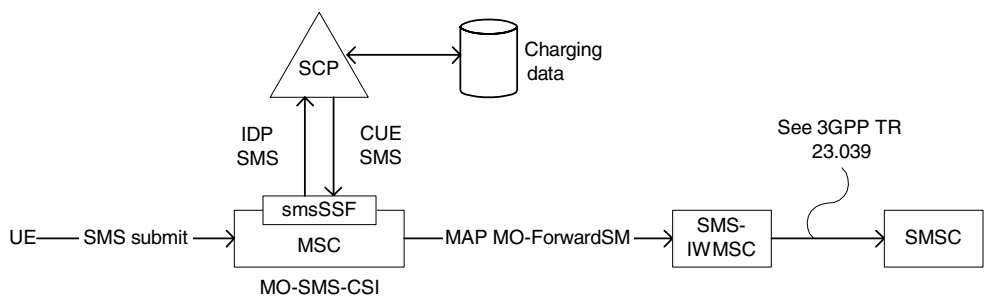 SCP
Charging
data
IDP
SMS
CUE
SMS
See 3GPP TR
23.039
smsSSF
UE
SMS submit
MSC
MAP MO-ForwardSM
SMS-
IWMSC
SMSC
MO-SMS-CSI